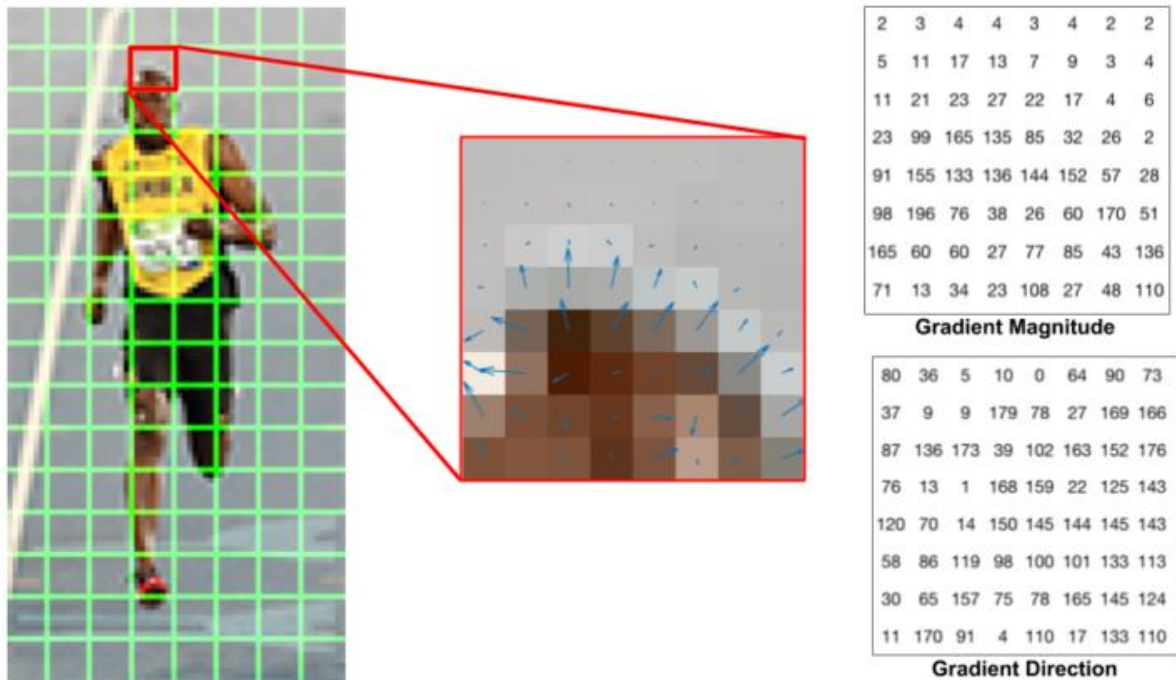 2 3 4 4 3 4 2 2
5 11 17 13 7 9 3 4
11 21 23 27 22 17 4 6
23 99 165 135 85 32 26 2
91 155 133 136 144 152 57 28
98 196 76 38 26 60 170 51
165 60 60 27 77 85 43 136
71 13 34 23 108 27 48 110
Gradient Magnitude
80 36 5 10 0 64 90 73
37 9 9 179 78 27 169 166
87 136 173 39 102 163 152 176
76 13 1 168 159 22 125 143
120 70 14 150 145 144 145 143
58 86 119 98 100 101 133 113
30 65 157 75 78 165 145 124
11 170 91 4 110 17 133 110
Gradient Direction